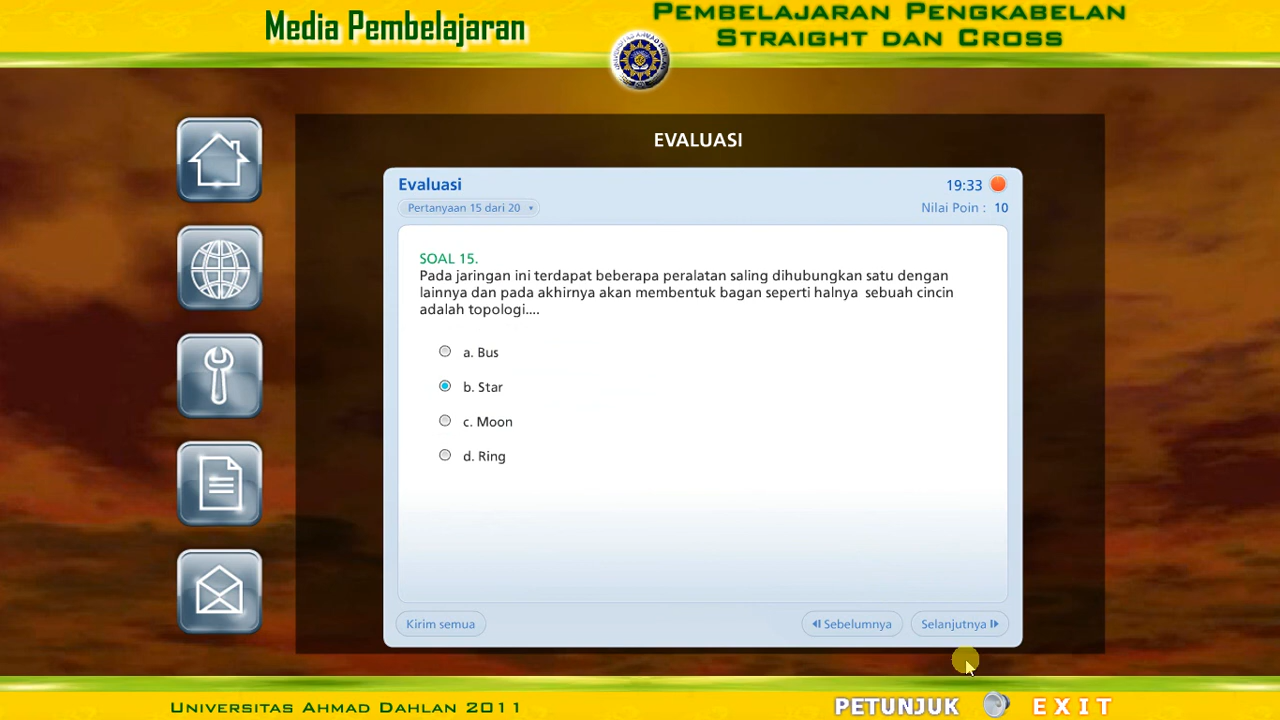 Media Pembelajaran
PEMBELAJARAN PENGKABELAN
STRAIGHT DAN CROSS
EVALUASI
Evaluasi
19:33
Pertanyaan 15 dari 20
Nilai Poin : 10
SOAL 15.
Pada jaringan ini terdapat beberapa peralatan saling dihubungkan satu dengan
lainnya dan pada akhirnya akan membentuk bagan seperti halnya sebuah cincin
adalah topologi....
a. Bus
b. Star
c. Moon
d. Ring
Kirim semua
Sebelumnya
Selanjutnya
UNIVERSITAS AHMAD DAHLAN 2011
PETUNJUK
EXIT